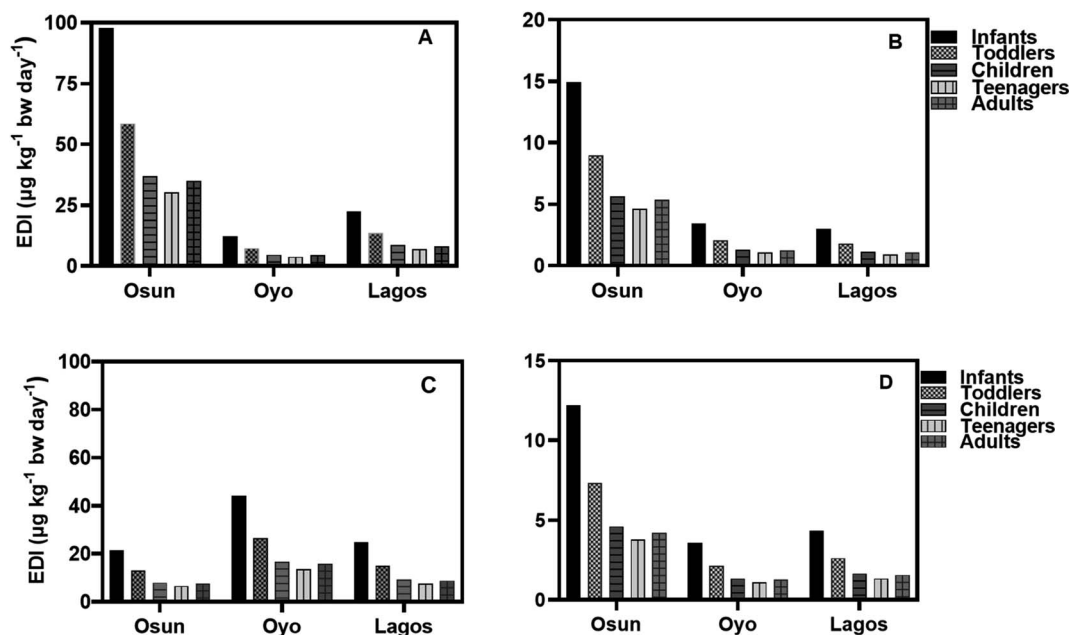 A
EDI (µg kg⁻¹ bw day⁻¹)
100
75
50
25
0
Osun Oyo Lagos
B
20
15
10
5
0
Osun Oyo Lagos
Infants
Toddlers
Children
Teenagers
Adults
C
EDI (µg kg⁻¹ bw day⁻¹)
100
80
60
40
20
0
Osun Oyo Lagos
D
15
10
5
0
Osun Oyo Lagos
Infants
Toddlers
Children
Teenagers
Adults